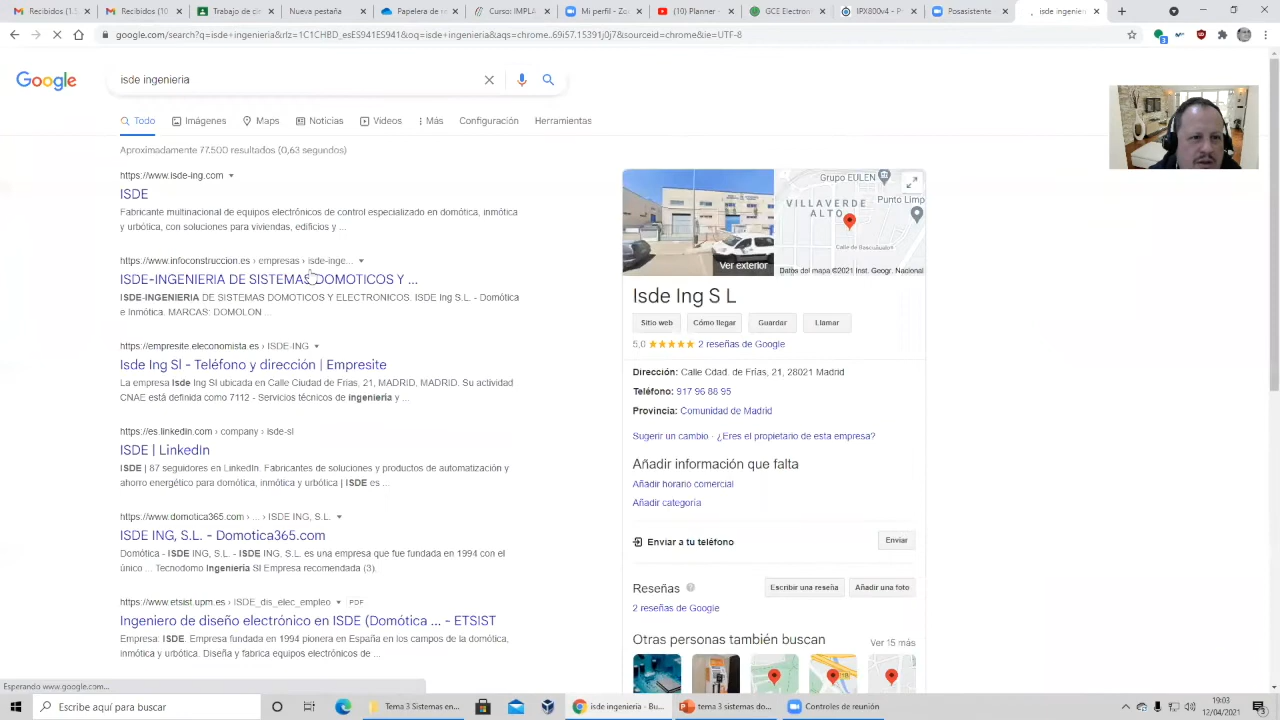 Recibidos (1.
Trabajo de d
Nueva pestaña
Papelera de m
Curso IMPLA
Mi perfil - Zo
(20) Planner -
GCE Electron
IPX800v4 - P
Posasistente
isde ingenier
google.com/search?q=isde+ingenieria&rlz=1C1CHBD_esES941ES941&oq=isde+ingenieria&aqs=chrome.69i57.15391j0j7&sourceid=chrome&ie=UTF-8
Google
isde ingenieria
Todo
Imágenes
Maps
Noticias
Vídeos
Más
Configuración
Herramientas
Aproximadamente 77.500 resultados (0,63 segundos)
https://www.isde-ing.com
ISDE
Fabricante multinacional de equipos electrónicos de control especializado en domótica, inmótica
y urbótica, con soluciones para viviendas, edificios y ...
https://www.infoconstruccion.es › empresas › isde-inge...
ISDE-INGENIERIA DE SISTEMAS DOMOTICOS Y ...
ISDE-INGENIERIA DE SISTEMAS DOMOTICOS Y ELECTRONICOS. ISDE Ing S.L. - Domótica
e Inmótica. MARCAS: DOMOLON ...
https://empresite.eleconomista.es › ISDE-ING
Isde Ing Sl - Teléfono y dirección | Empresite
La empresa Isde Ing Sl ubicada en Calle Ciudad de Frias, 21, MADRID, MADRID. Su actividad
CNAE está definida como 7112 - Servicios técnicos de ingeniería y ...
https://es.linkedin.com › company › isde-sl
ISDE | LinkedIn
ISDE | 87 seguidores en LinkedIn. Fabricantes de soluciones y productos de automatización y
ahorro energético para domótica, inmótica y urbótica | ISDE es ...
https://www.domotica365.com › ... › ISDE ING, S.L.
ISDE ING, S.L. - Domotica365.com
Domótica - ISDE ING, S.L. - ISDE ING, S.L. es una empresa que fue fundada en 1994 con el
único ... Tecnodomo Ingeniería Sl Empresa recomendada (3).
https://www.etsist.upm.es › ISDE_dis_elec_empleo
PDF
Ingeniero de diseño electrónico en ISDE (Domótica ... - ETSIST
Empresa: ISDE. Empresa fundada en 1994 pionera en España en los campos de la domótica,
inmótica y urbótica. Diseña y fabrica equipos electrónicos de ...
Esperando www.google.com...
Ver exterior
Grupo EULEN
Punto Limp
VILLAVERDE
ALTO
Datos del mapa ©2021 Inst. Geogr. Nacional
Isde Ing S L
Sitio web
Cómo llegar
Guardar
Llamar
5,0 ★★★★★ 2 reseñas de Google
Dirección: Calle Cdad. de Frías, 21, 28021 Madrid
Teléfono: 917 96 88 95
Provincia: Comunidad de Madrid
Sugerir un cambio · ¿Eres el propietario de esta empresa?
Añadir información que falta
Añadir horario comercial
Añadir categoría
Enviar a tu teléfono
Enviar
Reseñas
Escribir una reseña
Añadir una foto
2 reseñas de Google
Otras personas también buscan
Ver 15 más
Escribe aquí para buscar
Tema 3 Sistemas en...
isde ingenieria - Bu...
tema 3 sistemas do...
Controles de reunión
19:03
12/04/2021